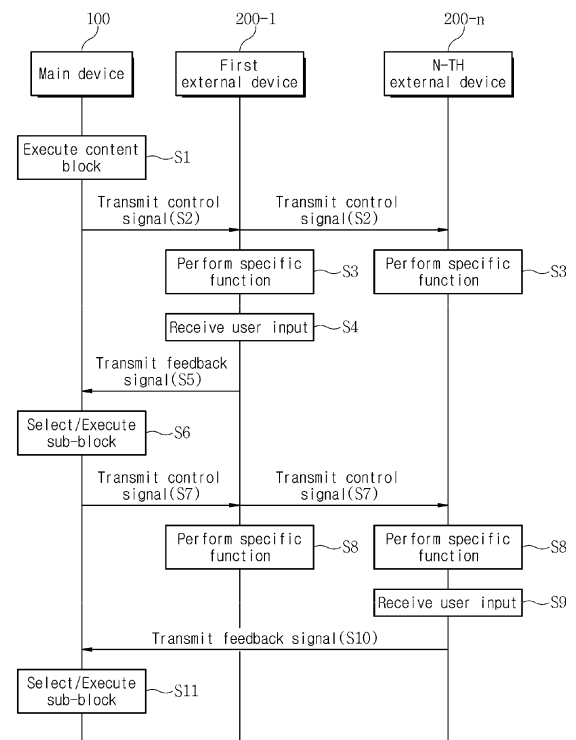 100
200-1
200-n
Main device
First
external device
N-TH
external device
Execute content
block
S1
Transmit control
signal(S2)
Transmit control
signal(S2)
Perform specific
function
S3
Perform specific
function
S3
Receive user input
S4
Transmit feedback
signal(S5)
Select/Execute
sub-block
S6
Transmit control
signal(S7)
Transmit control
signal(S7)
Perform specific
function
S8
Perform specific
function
S8
Receive user input
S9
Transmit feedback signal(S10)
Select/Execute
sub-block
S11